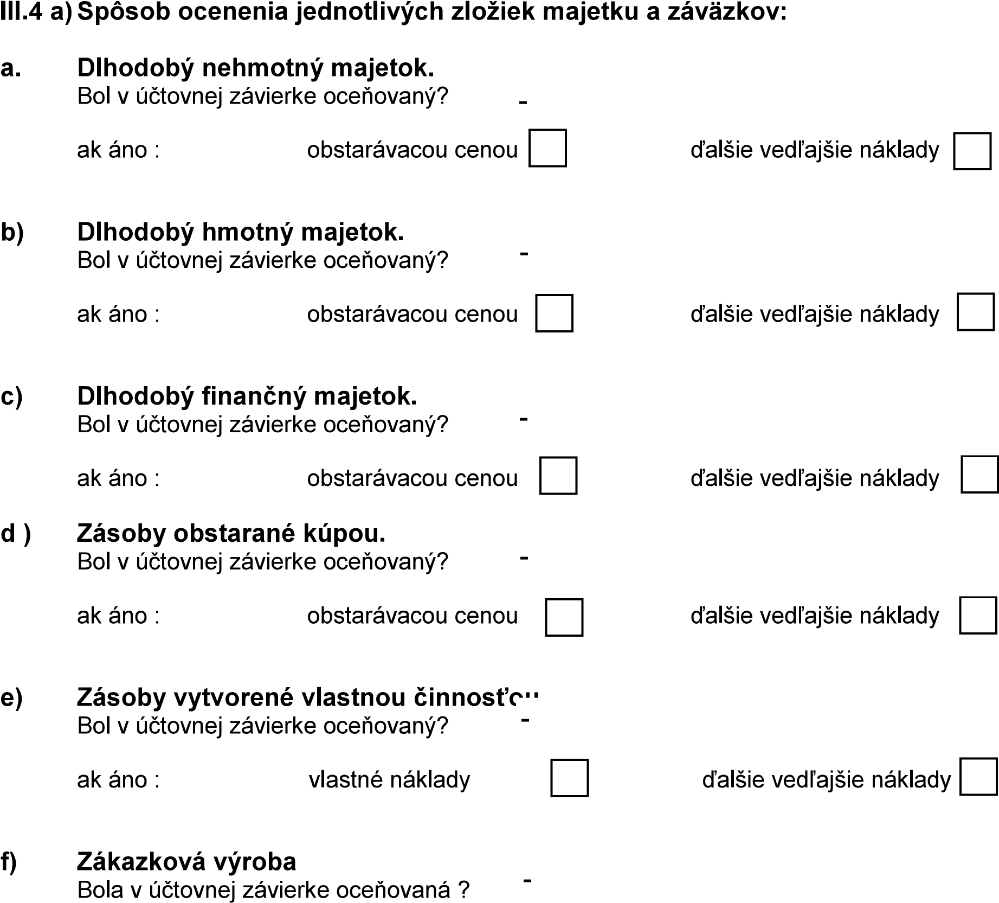 III.4 a) Spôsob ocenenia jednotlivých zložiek majetku a záväzkov:
a. Dlhodobý nehmotný majetok.
Bol v účtovnej závierke oceňovaný? -
ak áno : obstarávacou cenou ďalšie vedľajšie náklady
b) Dlhodobý hmotný majetok.
Bol v účtovnej závierke oceňovaný? -
ak áno : obstarávacou cenou ďalšie vedľajšie náklady
c) Dlhodobý finančný majetok.
Bol v účtovnej závierke oceňovaný? -
ak áno : obstarávacou cenou ďalšie vedľajšie náklady
d ) Zásoby obstarané kúpou.
Bol v účtovnej závierke oceňovaný? -
ak áno : obstarávacou cenou ďalšie vedľajšie náklady
e) Zásoby vytvorené vlastnou činnosťou
Bol v účtovnej závierke oceňovaný? -
ak áno : vlastné náklady ďalšie vedľajšie náklady
f) Zákazková výroba
Bola v účtovnej závierke oceňovaná ? -